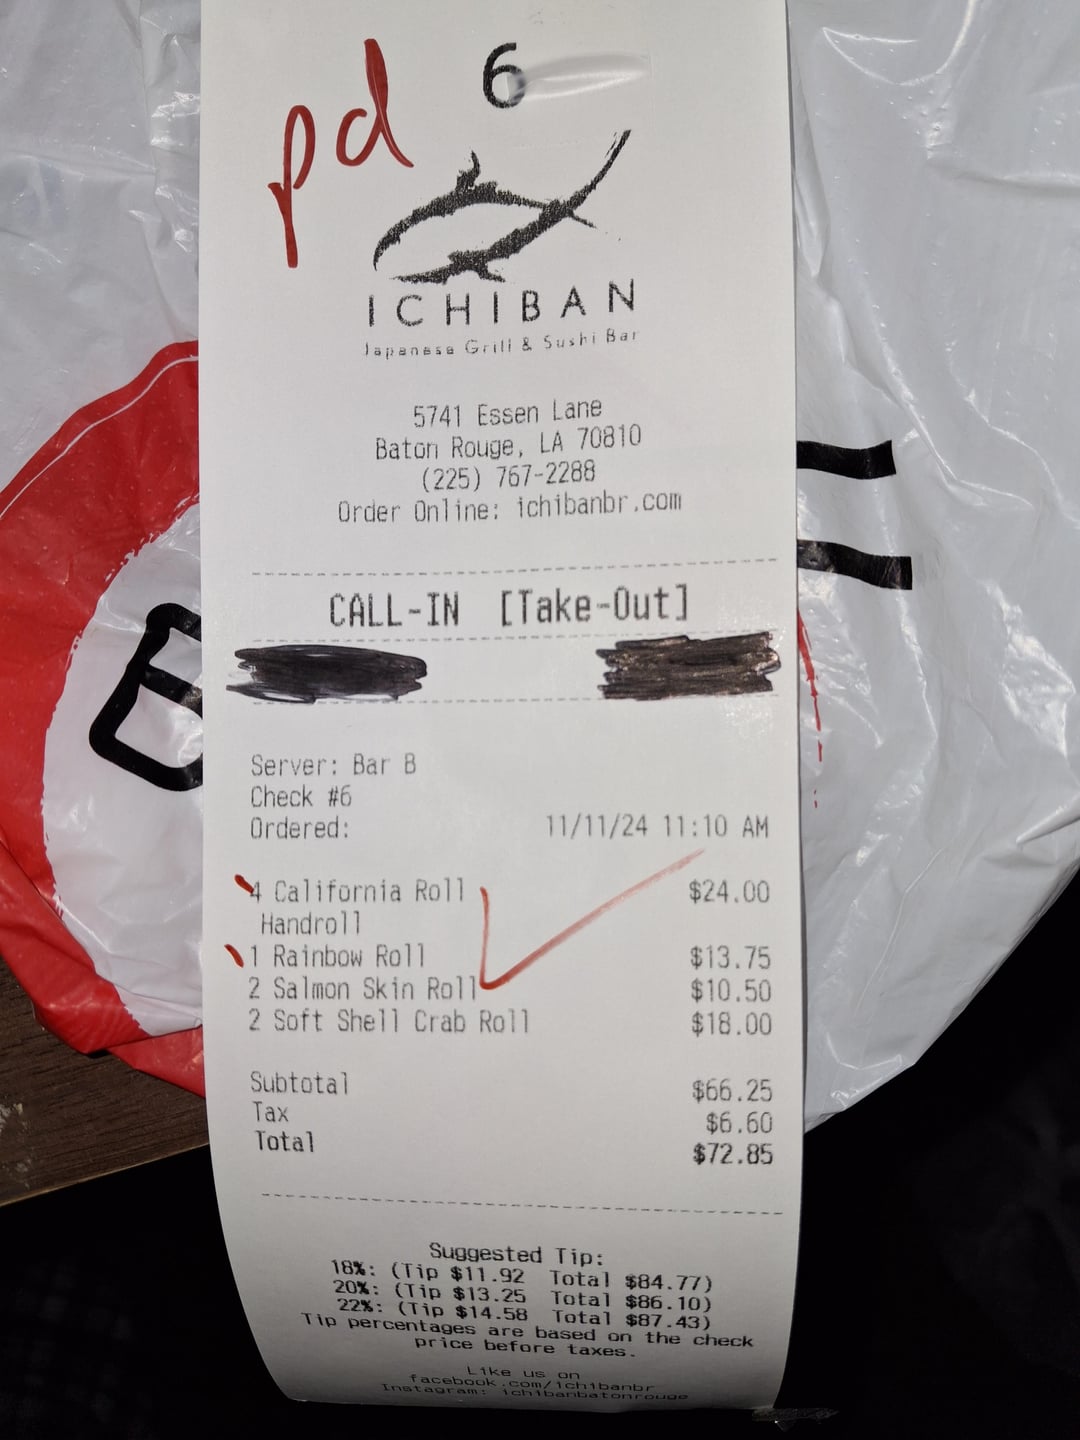 pd
6
ICHIBAN
Japanese Grill & Sushi Bar
5741 Essen Lane
Baton Rouge, LA 70810
(225) 767-2288
Order Online: ichibanbr.com
CALL-IN [Take-Out]
Server: Bar B
Check #6
Ordered: 11/11/24 11:10 AM
4 California Roll $24.00
Handroll
1 Rainbow Roll $13.75
2 Salmon Skin Roll $10.50
2 Soft Shell Crab Roll $18.00
Subtotal $66.25
Tax $6.60
Total $72.85
Suggested Tip:
18%: (Tip $11.92 Total $84.77)
20%: (Tip $13.25 Total $86.10)
22%: (Tip $14.58 Total $87.43)
Tip percentages are based on the check
price before taxes.
Like us on
facebook.com/ichibanbr
Instagram: ichibanbatonrouge